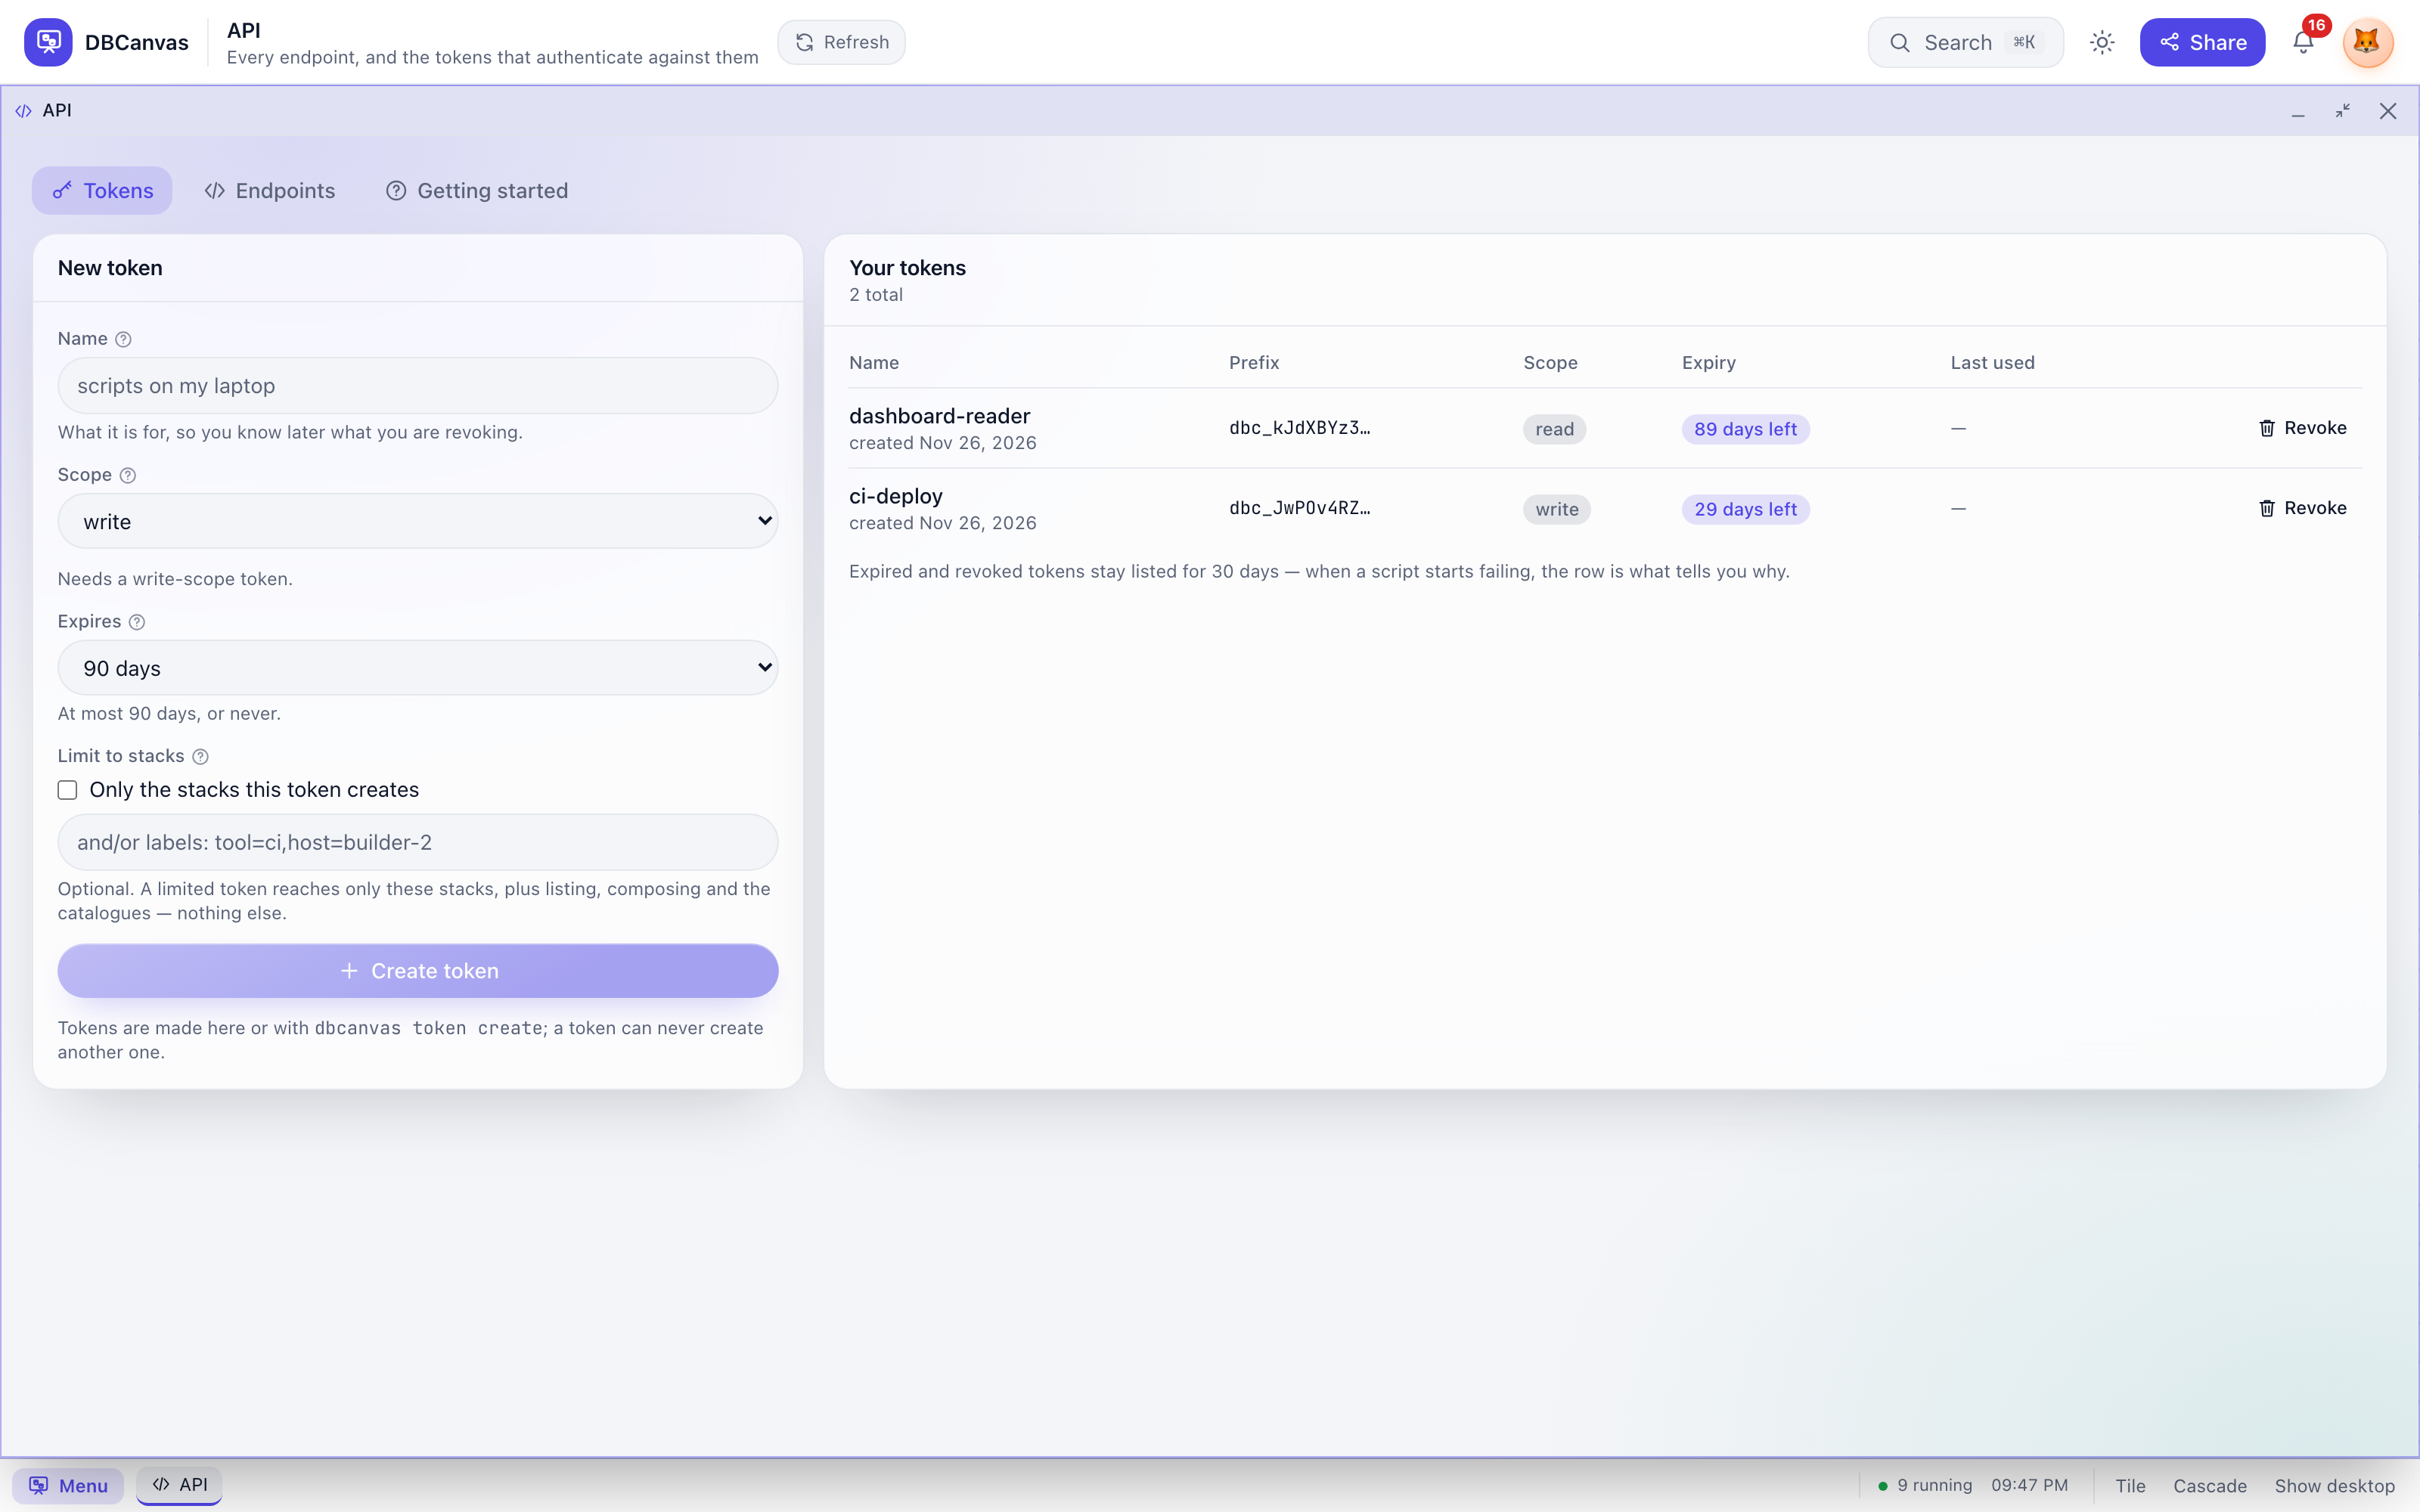 DBCanvas
API
Every endpoint, and the tokens that authenticate against them
Refresh
Search ⌘K
Share
16
API
Tokens
Endpoints
Getting started
New token
Name
scripts on my laptop
What it is for, so you know later what you are revoking.
Scope
write
Needs a write-scope token.
Expires
90 days
At most 90 days, or never.
Limit to stacks
Only the stacks this token creates
and/or labels: tool=ci,host=builder-2
Optional. A limited token reaches only these stacks, plus listing, composing and the
catalogues — nothing else.
Create token
Tokens are made here or with dbcanvas token create; a token can never create
another one.
Your tokens
2 total
Name Prefix Scope Expiry Last used
dashboard-reader
created Nov 26, 2026
dbc_kJdXBYz3…
read
89 days left
—
Revoke
ci-deploy
created Nov 26, 2026
dbc_JwPOv4RZ…
write
29 days left
—
Revoke
Expired and revoked tokens stay listed for 30 days — when a script starts failing, the row is what tells you why.
Menu
API
9 running
09:47 PM
Tile
Cascade
Show desktop